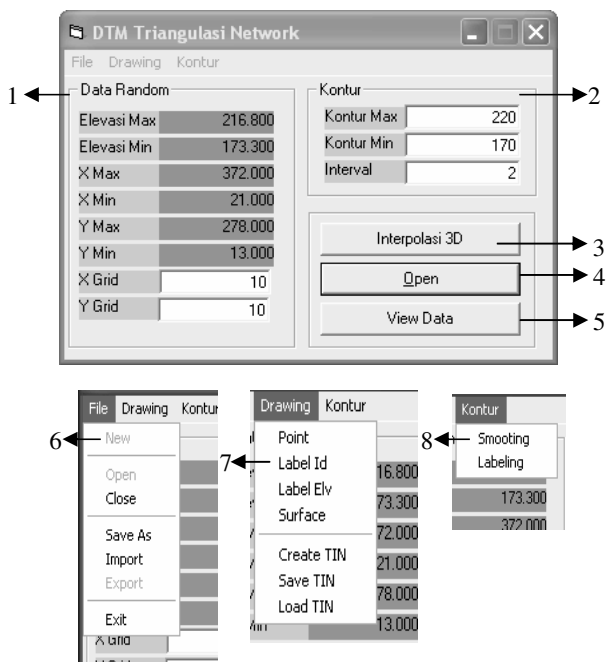 DTM Triangulasi Network
File Drawing Kontur
1 Data Random
Elevasi Max 216.800
Elevasi Min 173.300
X Max 372.000
X Min 21.000
Y Max 278.000
Y Min 13.000
X Grid 10
Y Grid 10
Kontur 2
Kontur Max 220
Kontur Min 170
Interval 2
Interpolasi 3D 3
Open 4
View Data 5
File Drawing Kontur
6 New
Open
Close
Save As
Import
Export
Exit
X Grid
Drawing Kontur
Point
7 Label Id
Label Elv
Surface
Create TIN
Save TIN
Load TIN
16.800
73.300
72.000
21.000
78.000
13.000
Kontur
8 Smooting
Labeling
173.300
372.000